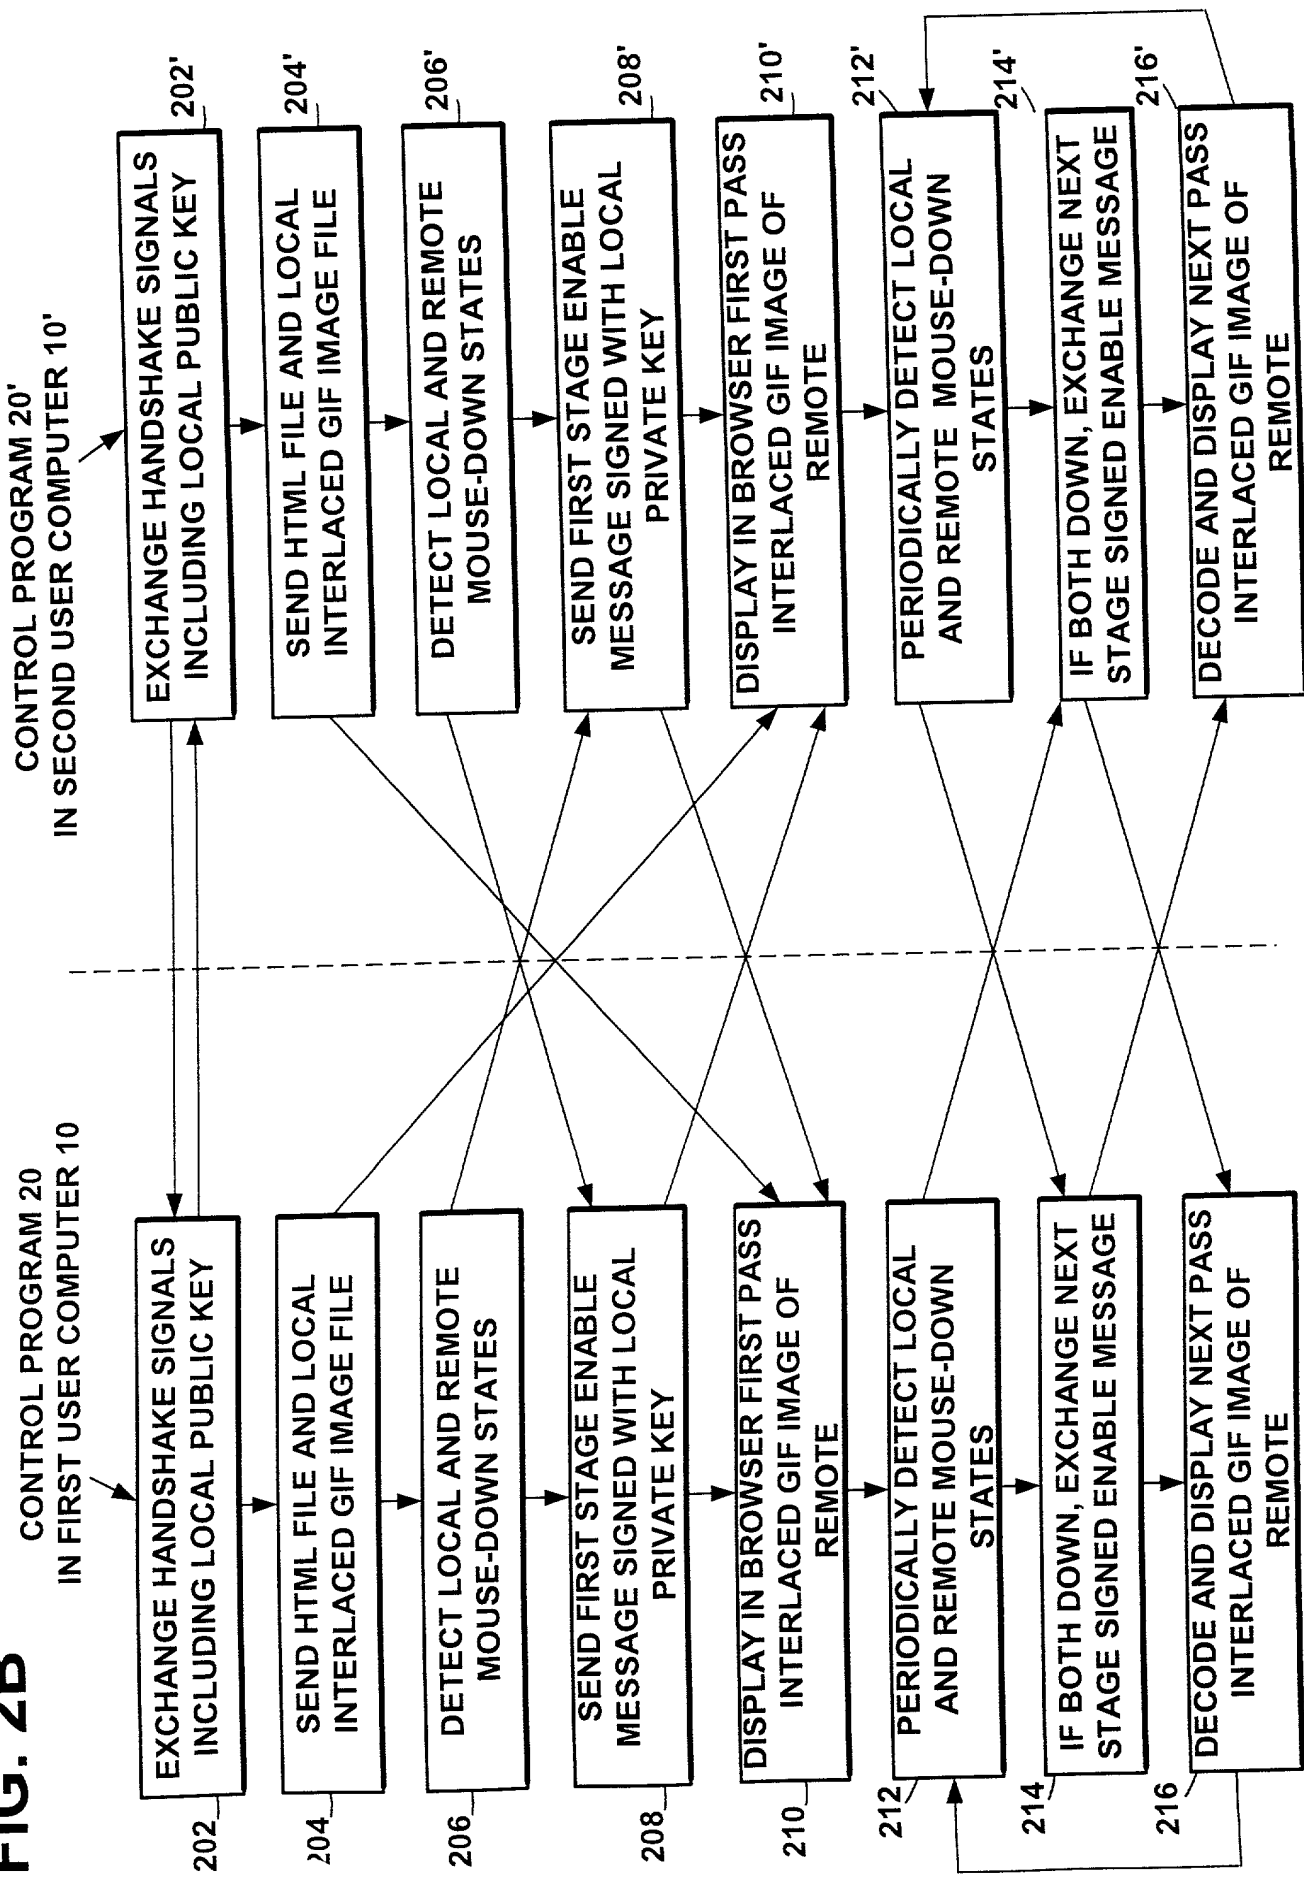 FIG. 2B
CONTROL PROGRAM 20
IN FIRST USER COMPUTER 10
202
EXCHANGE HANDSHAKE SIGNALS
INCLUDING LOCAL PUBLIC KEY
204
SEND HTML FILE AND LOCAL
INTERLACED GIF IMAGE FILE
206
DETECT LOCAL AND REMOTE
MOUSE-DOWN STATES
208
SEND FIRST STAGE ENABLE
MESSAGE SIGNED WITH LOCAL
PRIVATE KEY
210
DISPLAY IN BROWSER FIRST PASS
INTERLACED GIF IMAGE OF
REMOTE
212
PERIODICALLY DETECT LOCAL
AND REMOTE MOUSE-DOWN
STATES
214
IF BOTH DOWN, EXCHANGE NEXT
STAGE SIGNED ENABLE MESSAGE
216
DECODE AND DISPLAY NEXT PASS
INTERLACED GIF IMAGE OF
REMOTE
CONTROL PROGRAM 20'
IN SECOND USER COMPUTER 10'
EXCHANGE HANDSHAKE SIGNALS
INCLUDING LOCAL PUBLIC KEY
202'
SEND HTML FILE AND LOCAL
INTERLACED GIF IMAGE FILE
204'
DETECT LOCAL AND REMOTE
MOUSE-DOWN STATES
206'
SEND FIRST STAGE ENABLE
MESSAGE SIGNED WITH LOCAL
PRIVATE KEY
208'
DISPLAY IN BROWSER FIRST PASS
INTERLACED GIF IMAGE OF
REMOTE
210'
PERIODICALLY DETECT LOCAL
AND REMOTE MOUSE-DOWN
STATES
212'
IF BOTH DOWN, EXCHANGE NEXT
STAGE SIGNED ENABLE MESSAGE
214'
DECODE AND DISPLAY NEXT PASS
INTERLACED GIF IMAGE OF
REMOTE
216'